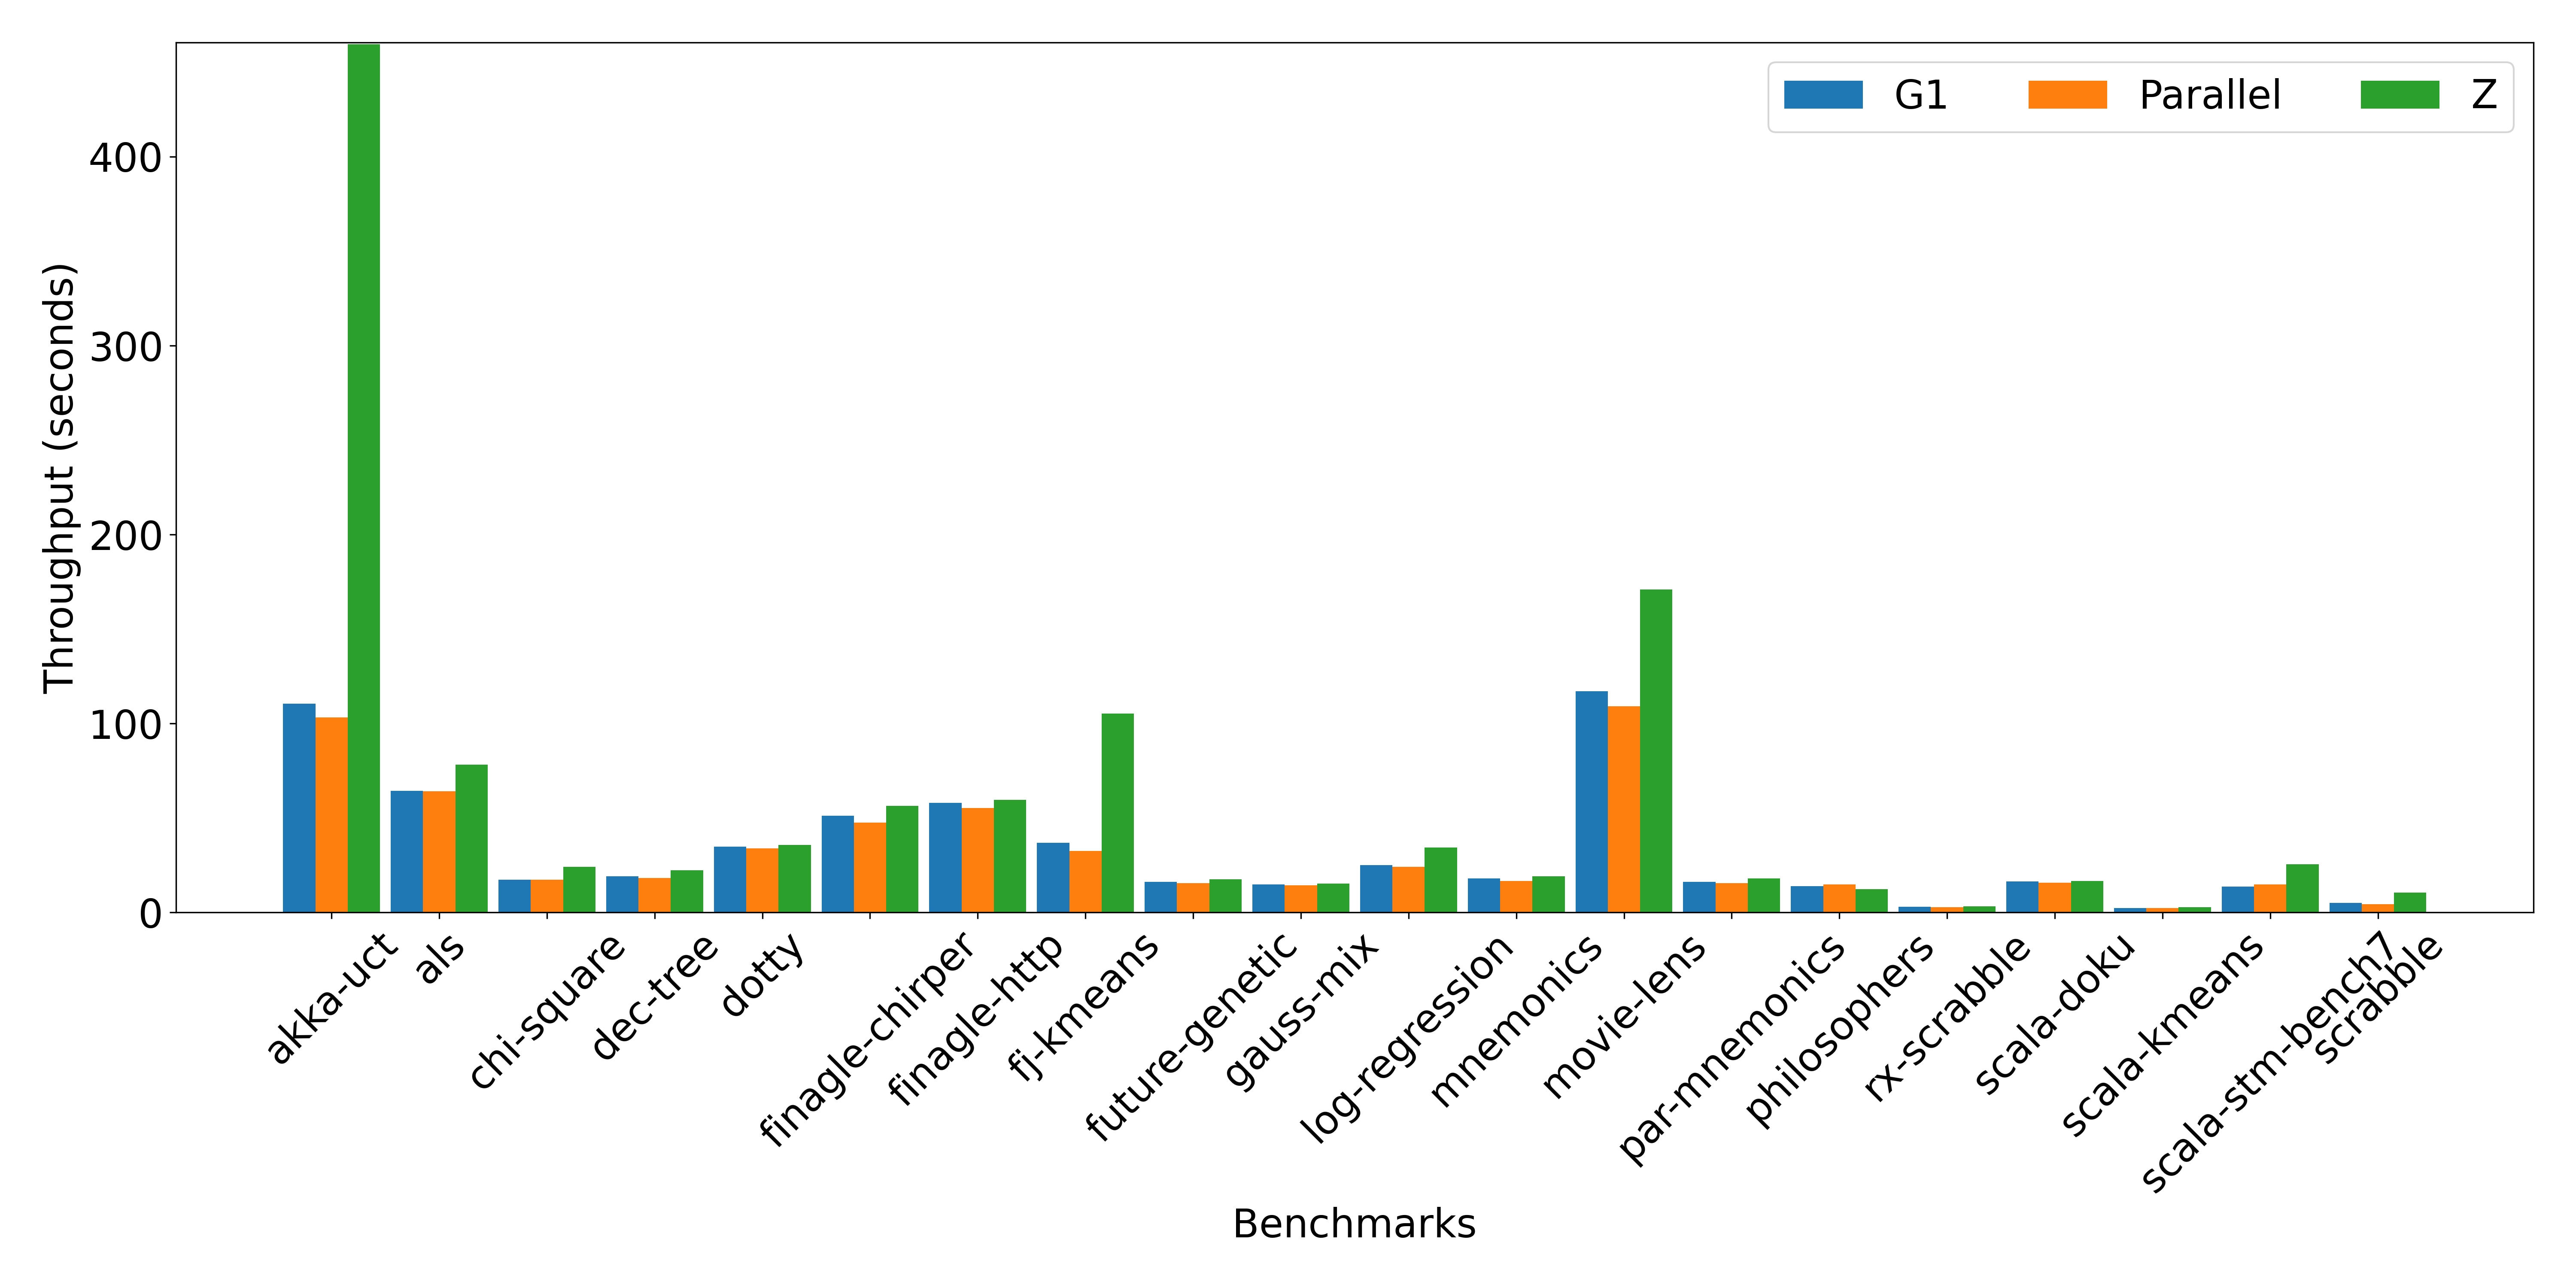 G1 Parallel Z
Throughput (seconds)
400
300
200
100
0
akka-uct
als
chi-square
dec-tree
dotty
finagle-chirper
finagle-http
fj-kmeans
future-genetic
gauss-mix
log-regression
mnemonics
movie-lens
par-mnemonics
philosophers
rx-scrabble
scala-doku
scala-kmeans
scala-stm-bench7
scrabble
Benchmarks